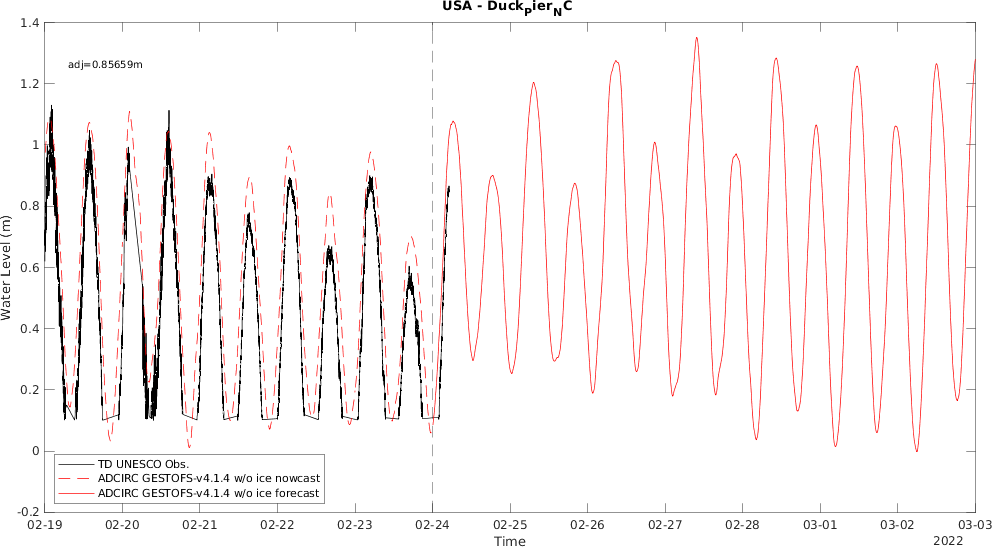 USA - Duck_Pier_NC
adj=0.85659m
Water Level (m)
1.4
1.2
1
0.8
0.6
0.4
0.2
0
-0.2
TD UNESCO Obs.
ADCIRC GESTOFS-v4.1.4 w/o ice nowcast
ADCIRC GESTOFS-v4.1.4 w/o ice forecast
02-19 02-20 02-21 02-22 02-23 02-24 02-25 02-26 02-27 02-28 03-01 03-02 03-03
Time
2022